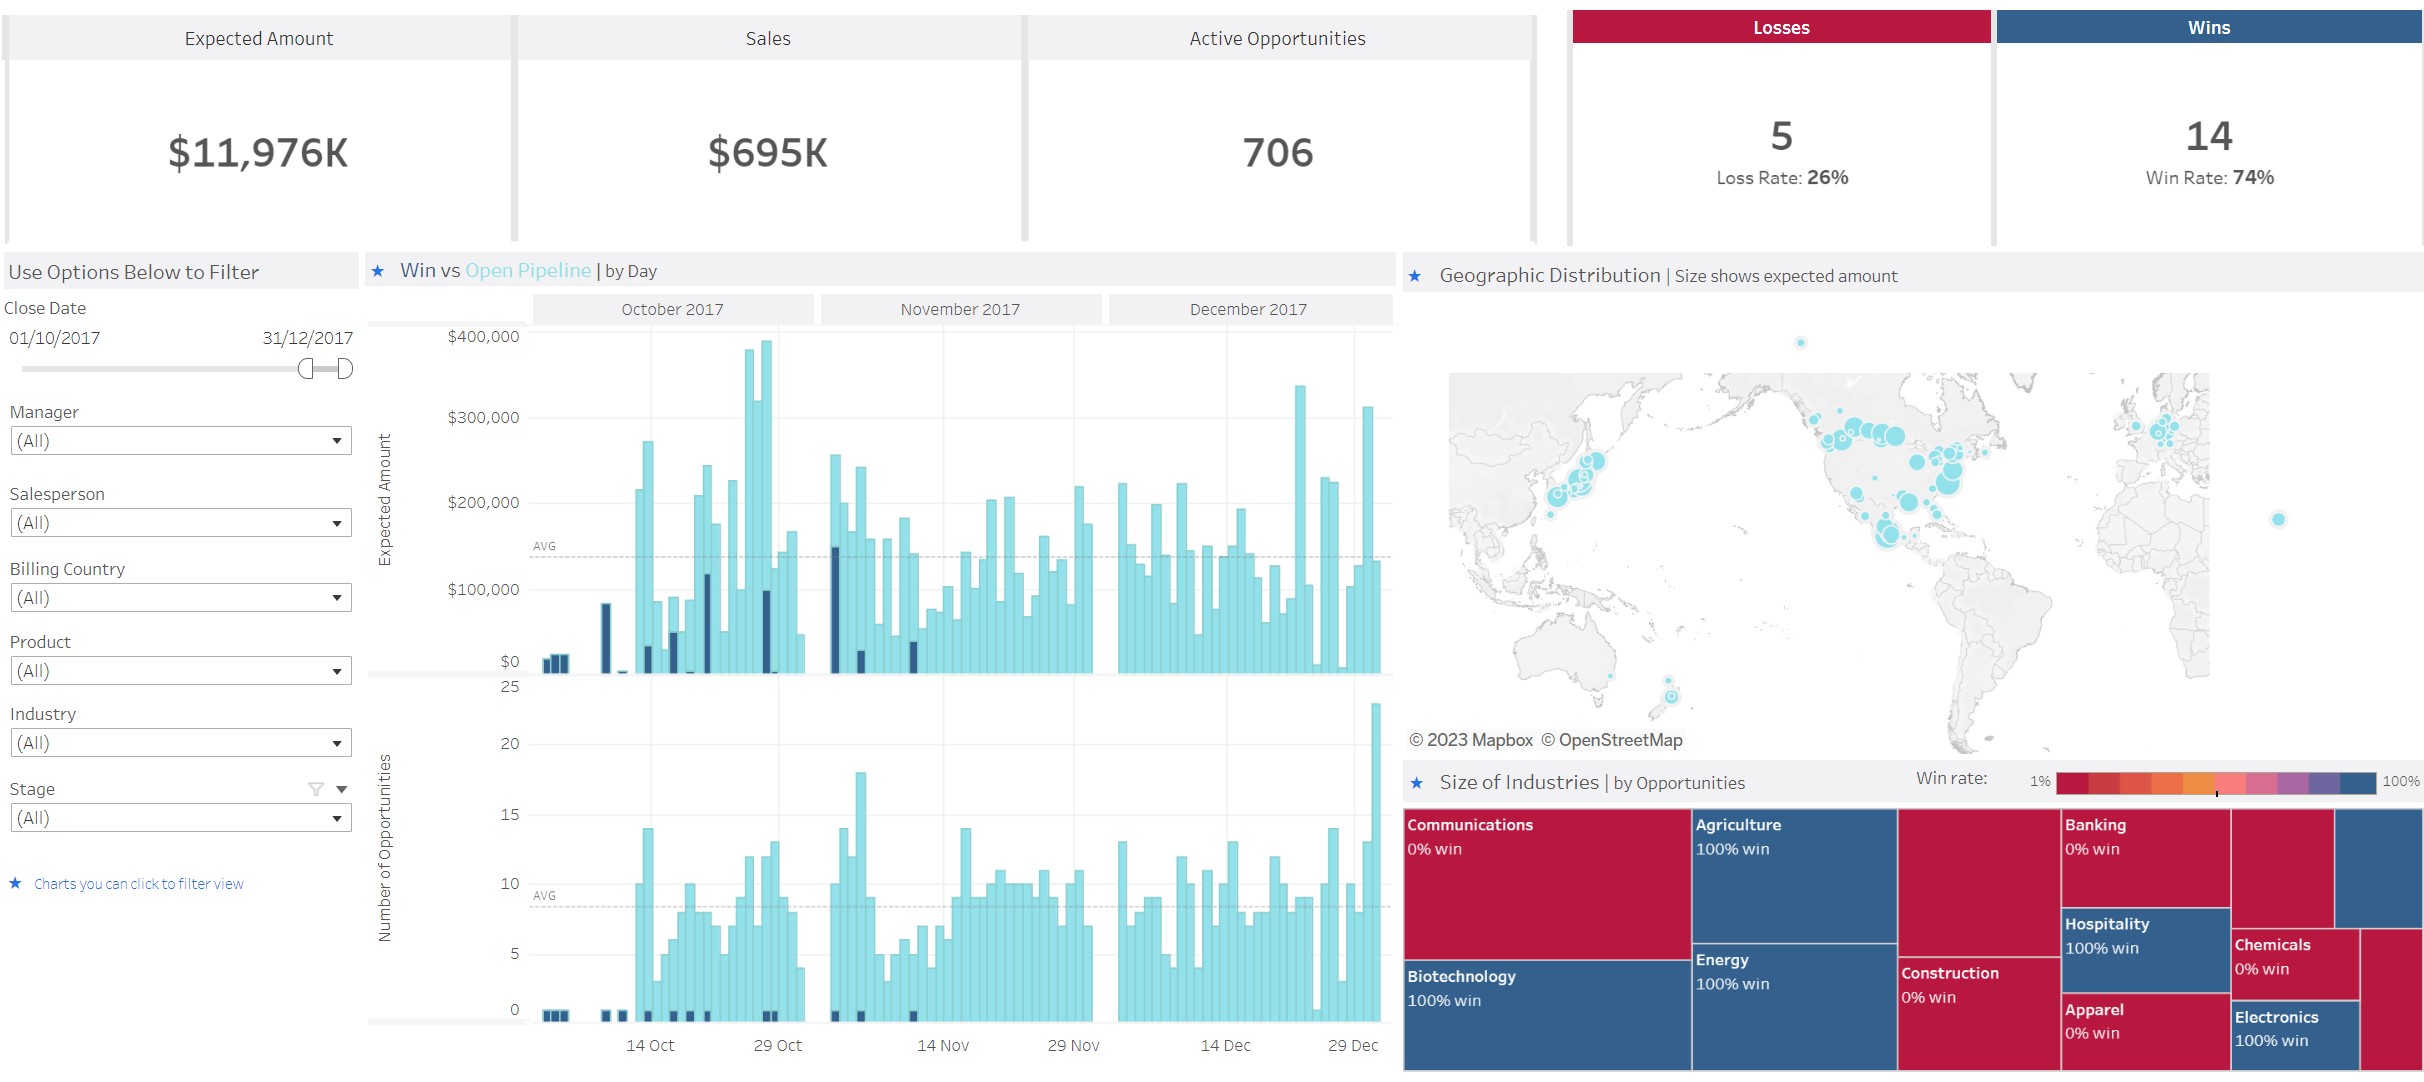 Expected Amount
$11,976K
Sales
$695K
Active Opportunities
706
Losses
5
Loss Rate: 26%
Wins
14
Win Rate: 74%
Use Options Below to Filter
Close Date
01/10/2017 31/12/2017
Manager
(All)
Salesperson
(All)
Billing Country
(All)
Product
(All)
Industry
(All)
Stage
(All)
★ Charts you can click to filter view
★ Win vs Open Pipeline | by Day
October 2017 November 2017 December 2017
Expected Amount
$400,000
$300,000
$200,000
AVG
$100,000
$0
Number of Opportunities
25
20
15
10
AVG
5
0
14 Oct 29 Oct 14 Nov 29 Nov 14 Dec 29 Dec
★ Geographic Distribution | Size shows expected amount
© 2023 Mapbox © OpenStreetMap
★ Size of Industries | by Opportunities
Win rate: 1% 100%
Communications
0% win
Biotechnology
100% win
Agriculture
100% win
Energy
100% win
Construction
0% win
Banking
0% win
Hospitality
100% win
Apparel
0% win
Chemicals
0% win
Electronics
100% win